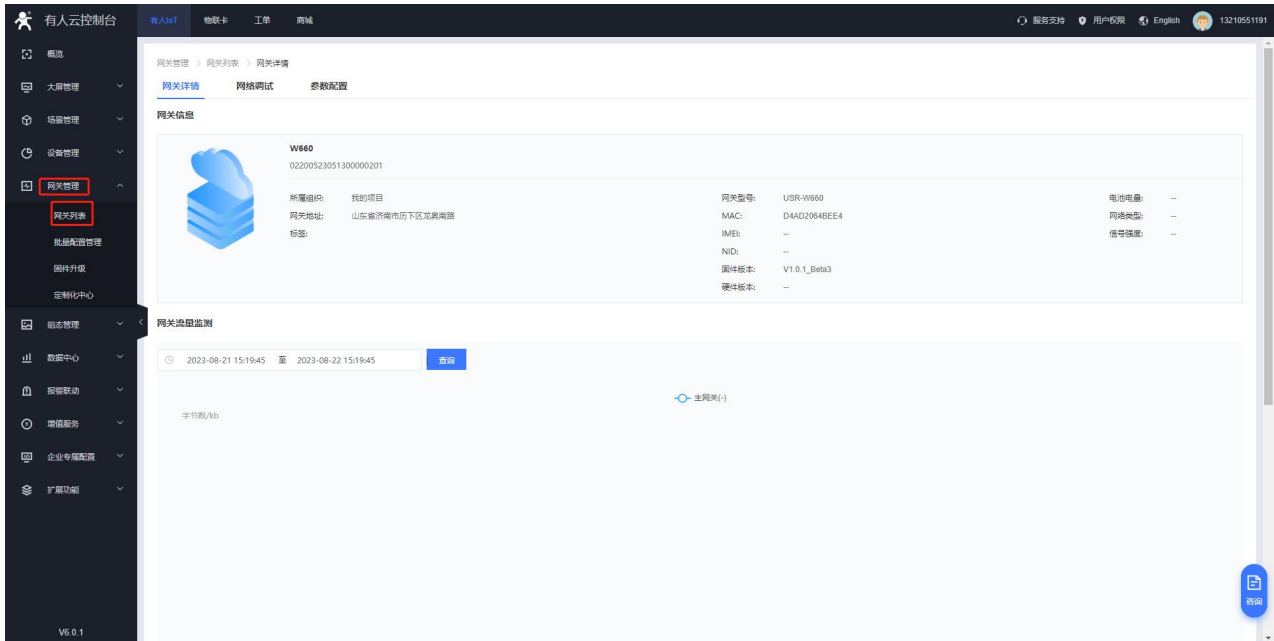 有人云控制台
有人IoT 物联卡 工单 商城
服务支持 用户权限 English 13210551191
概览
大屏管理
场景管理
设备管理
网关管理
网关列表
批量配置管理
固件升级
定制化中心
组态管理
数据中心
报警联动
增值服务
企业专属配置
扩展功能
V6.0.1
网关管理 > 网关列表 > 网关详情
网关详情 网络调试 参数配置
网关信息
W660
02200523051300000201
所属组织: 我的项目
网关地址: 山东省济南市历下区龙奥南路
标签:
网关型号: USR-W660
MAC: D4AD2064BEE4
IMEI: --
NID: --
固件版本: V1.0.1_Beta3
硬件版本: --
电池电量: --
网络类型: --
信号强度: --
网关流量监测
2023-08-21 15:19:45 至 2023-08-22 15:19:45 查询
主网关(-)
字节数/kb
咨询